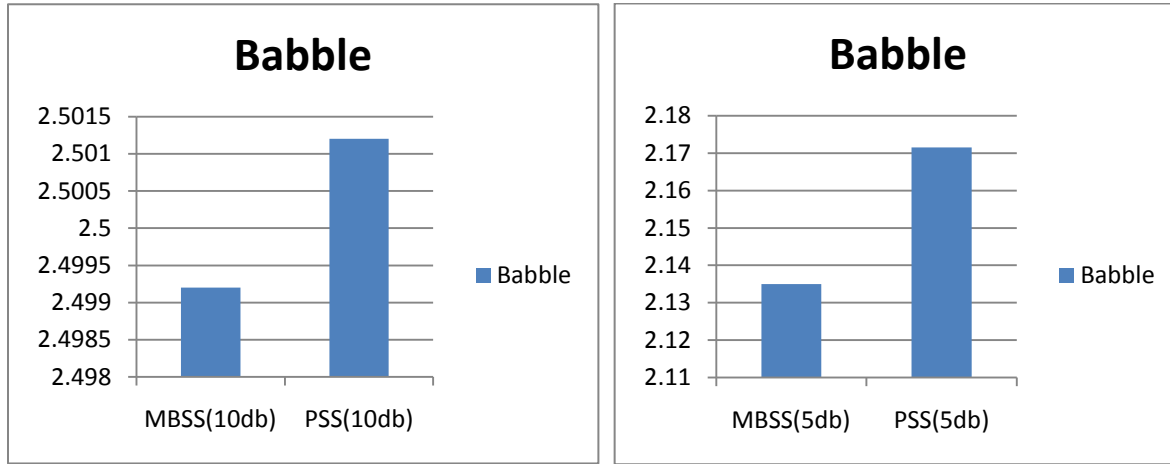 Babble
2.5015
2.501
2.5005
2.5
2.4995
2.499
2.4985
2.498
MBSS(10db) PSS(10db)
Babble
Babble
2.18
2.17
2.16
2.15
2.14
2.13
2.12
2.11
MBSS(5db) PSS(5db)
Babble